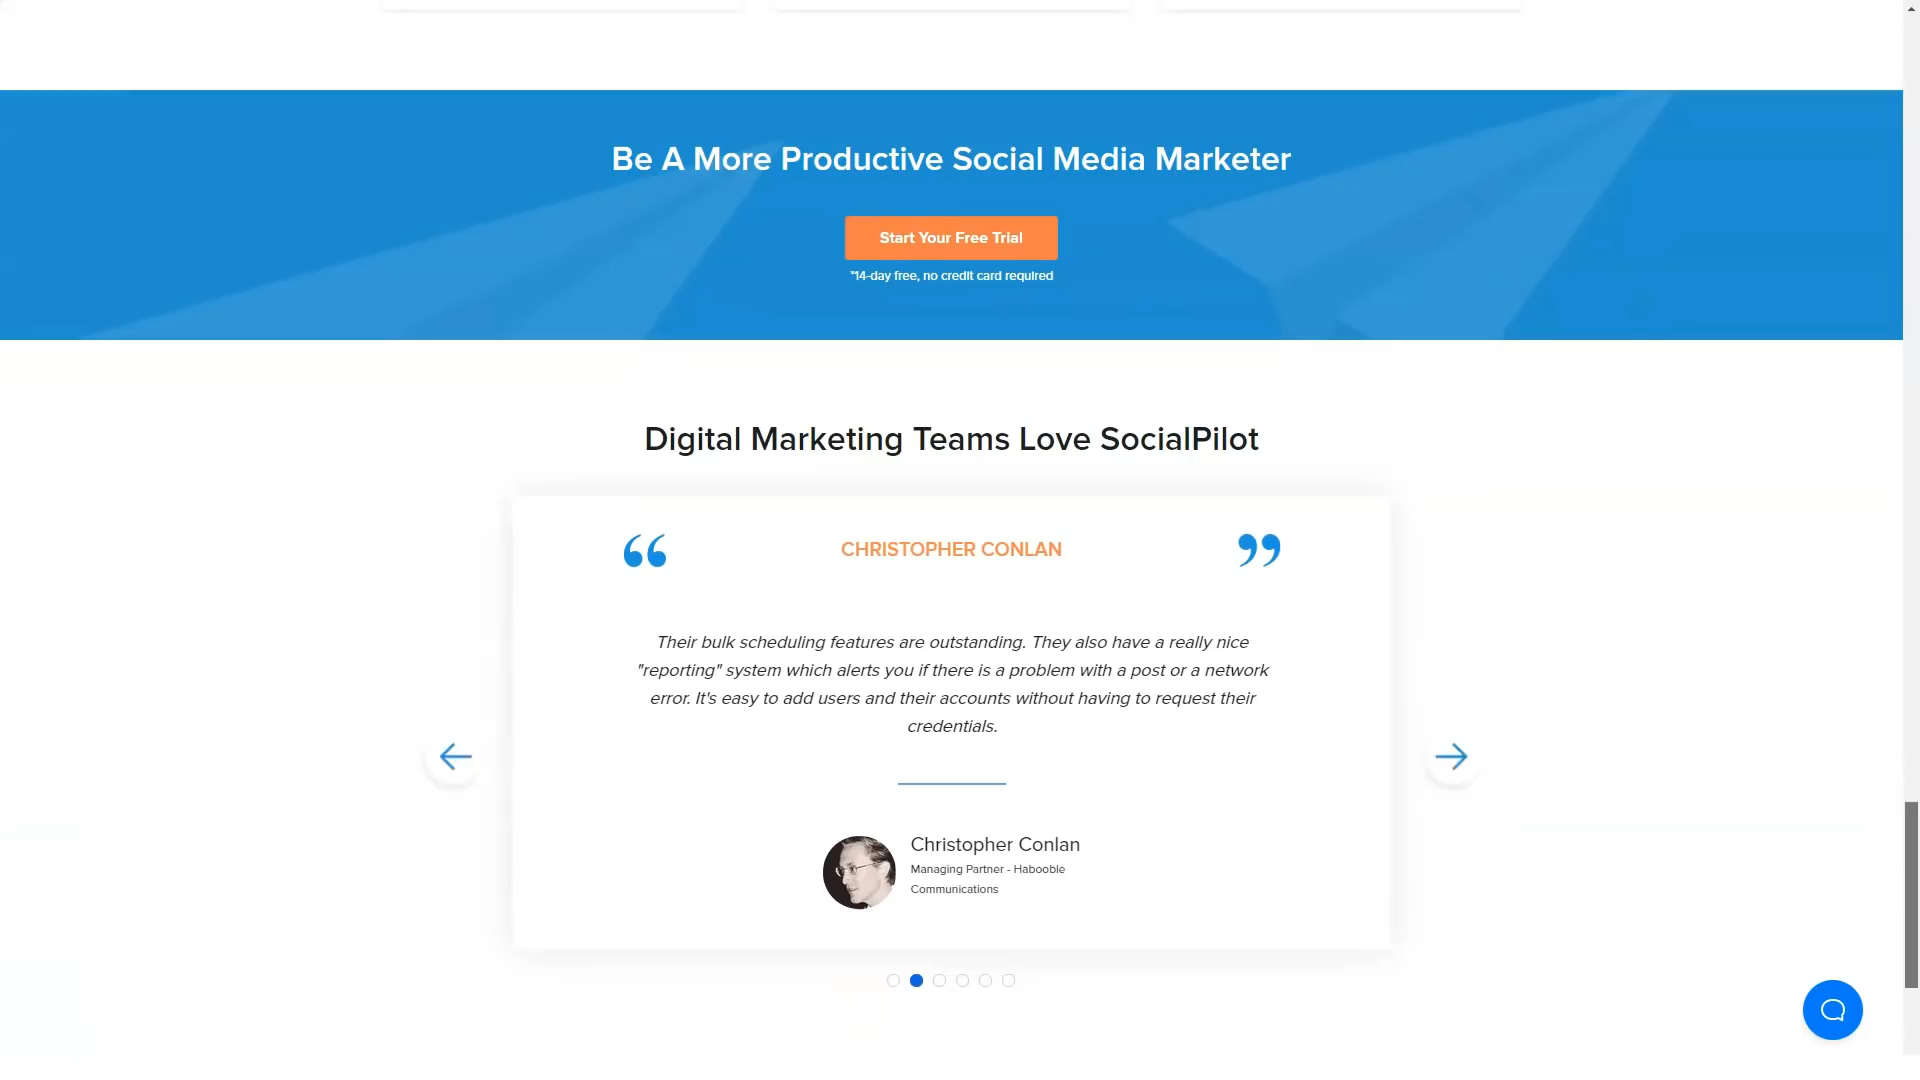 Be A More Productive Social Media Marketer
Start Your Free Trial
*14-day free, no credit card required
Digital Marketing Teams Love SocialPilot
“ CHRISTOPHER CONLAN ”
Their bulk scheduling features are outstanding. They also have a really nice
"reporting" system which alerts you if there is a problem with a post or a network
error. It's easy to add users and their accounts without having to request their
credentials.
Christopher Conlan
Managing Partner - Habooble
Communications